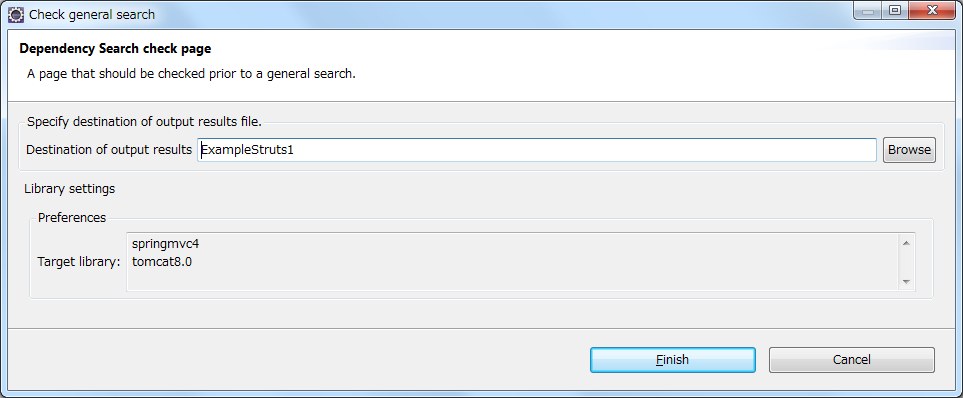 Check general search
Dependency Search check page
A page that should be checked prior to a general search.
Specify destination of output results file.
Destination of output results ExampleStruts1 Browse
Library settings
Preferences
springmvc4
Target library: tomcat8.0
Finish Cancel